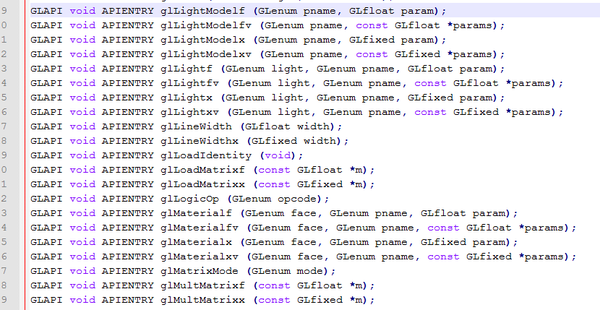 9 GLAPI void APIENTRY glLightModelf (GLenum pname, GLfloat param);
0 GLAPI void APIENTRY glLightModelfv (GLenum pname, const GLfloat *params);
1 GLAPI void APIENTRY glLightModelx (GLenum pname, GLfixed param);
2 GLAPI void APIENTRY glLightModelxv (GLenum pname, const GLfixed *params);
3 GLAPI void APIENTRY glLightf (GLenum light, GLenum pname, GLfloat param);
4 GLAPI void APIENTRY glLightfv (GLenum light, GLenum pname, const GLfloat *params);
5 GLAPI void APIENTRY glLightx (GLenum light, GLenum pname, GLfixed param);
6 GLAPI void APIENTRY glLightxv (GLenum light, GLenum pname, const GLfixed *params);
7 GLAPI void APIENTRY glLineWidth (GLfloat width);
8 GLAPI void APIENTRY glLineWidthx (GLfixed width);
9 GLAPI void APIENTRY glLoadIdentity (void);
0 GLAPI void APIENTRY glLoadMatrixf (const GLfloat *m);
1 GLAPI void APIENTRY glLoadMatrixx (const GLfixed *m);
2 GLAPI void APIENTRY glLogicOp (GLenum opcode);
3 GLAPI void APIENTRY glMaterialf (GLenum face, GLenum pname, GLfloat param);
4 GLAPI void APIENTRY glMaterialfv (GLenum face, GLenum pname, const GLfloat *params);
5 GLAPI void APIENTRY glMaterialx (GLenum face, GLenum pname, GLfixed param);
6 GLAPI void APIENTRY glMaterialxv (GLenum face, GLenum pname, const GLfixed *params);
7 GLAPI void APIENTRY glMatrixMode (GLenum mode);
8 GLAPI void APIENTRY glMultMatrixf (const GLfloat *m);
9 GLAPI void APIENTRY glMultMatrixx (const GLfixed *m);